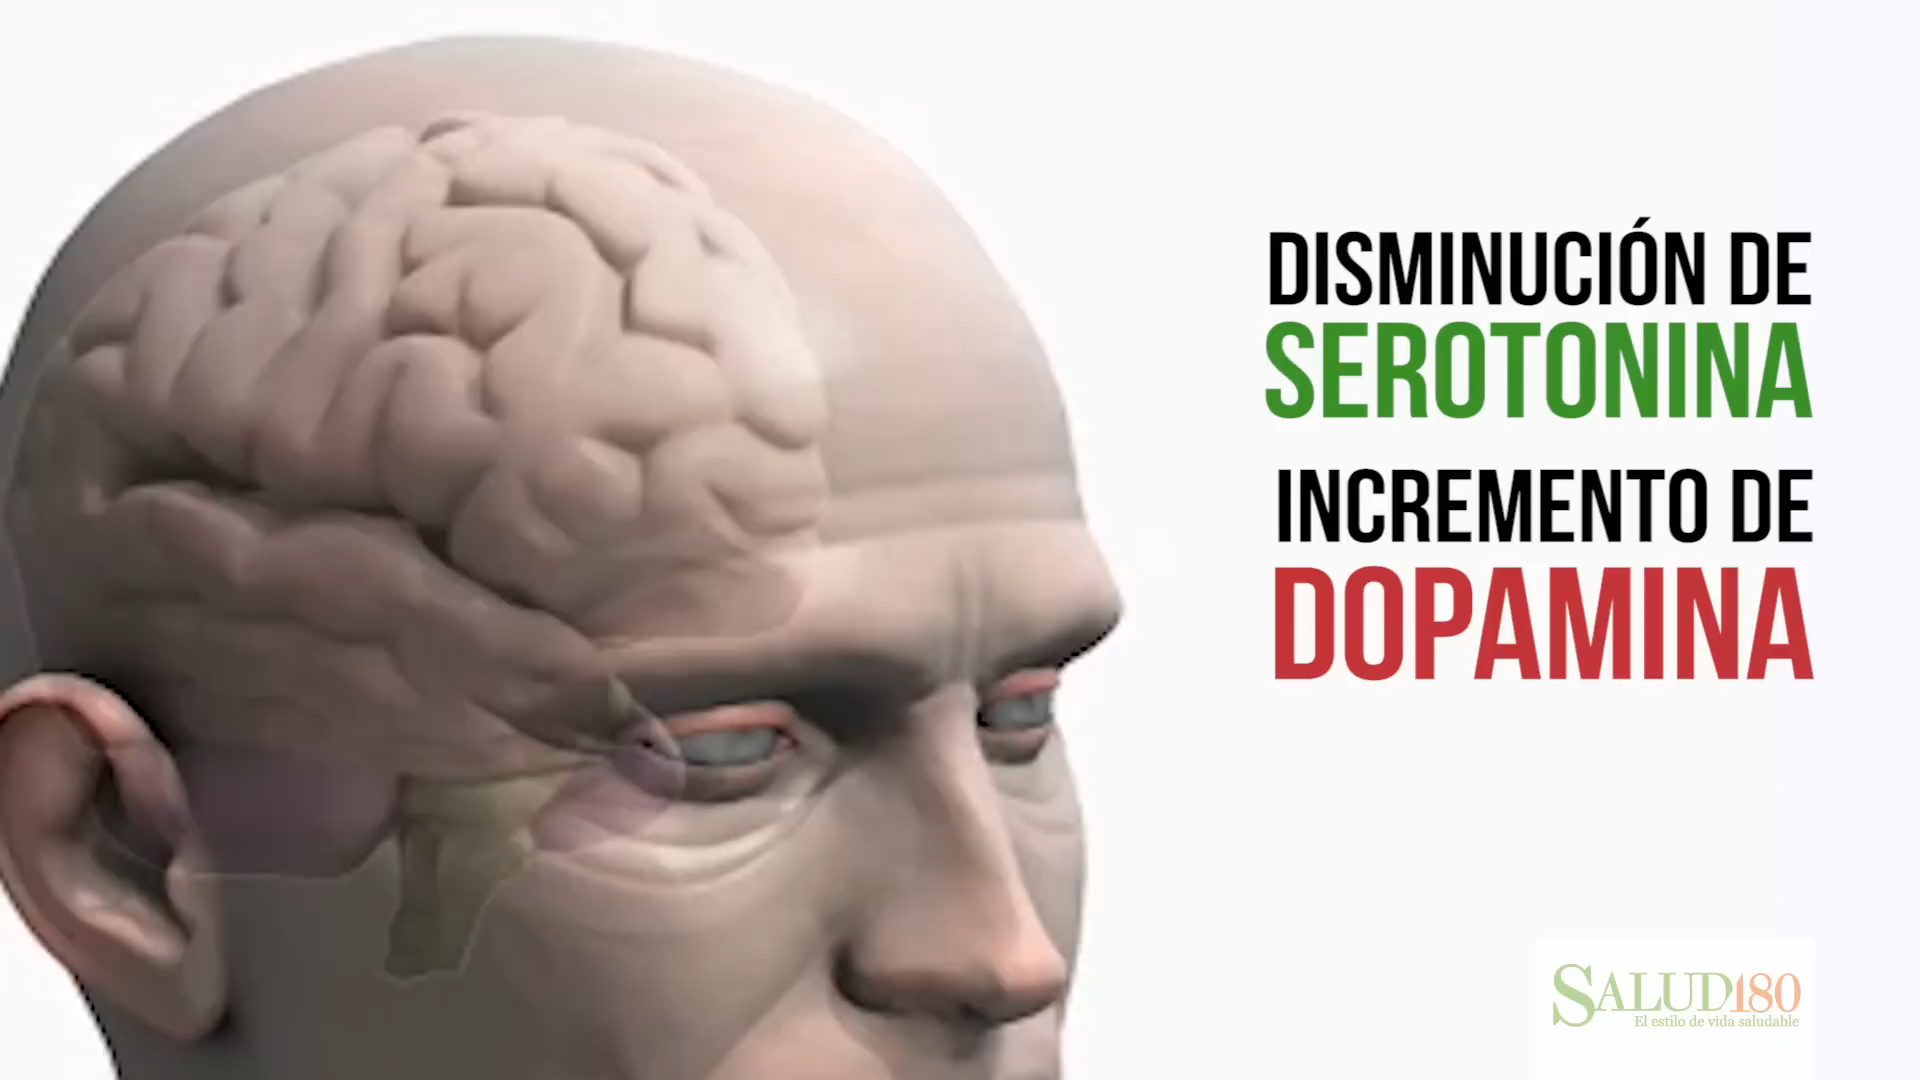 DISMINUCIÓN DE
SEROTONINA
INCREMENTO DE
DOPAMINA
SALUD180
El estilo de vida saludable